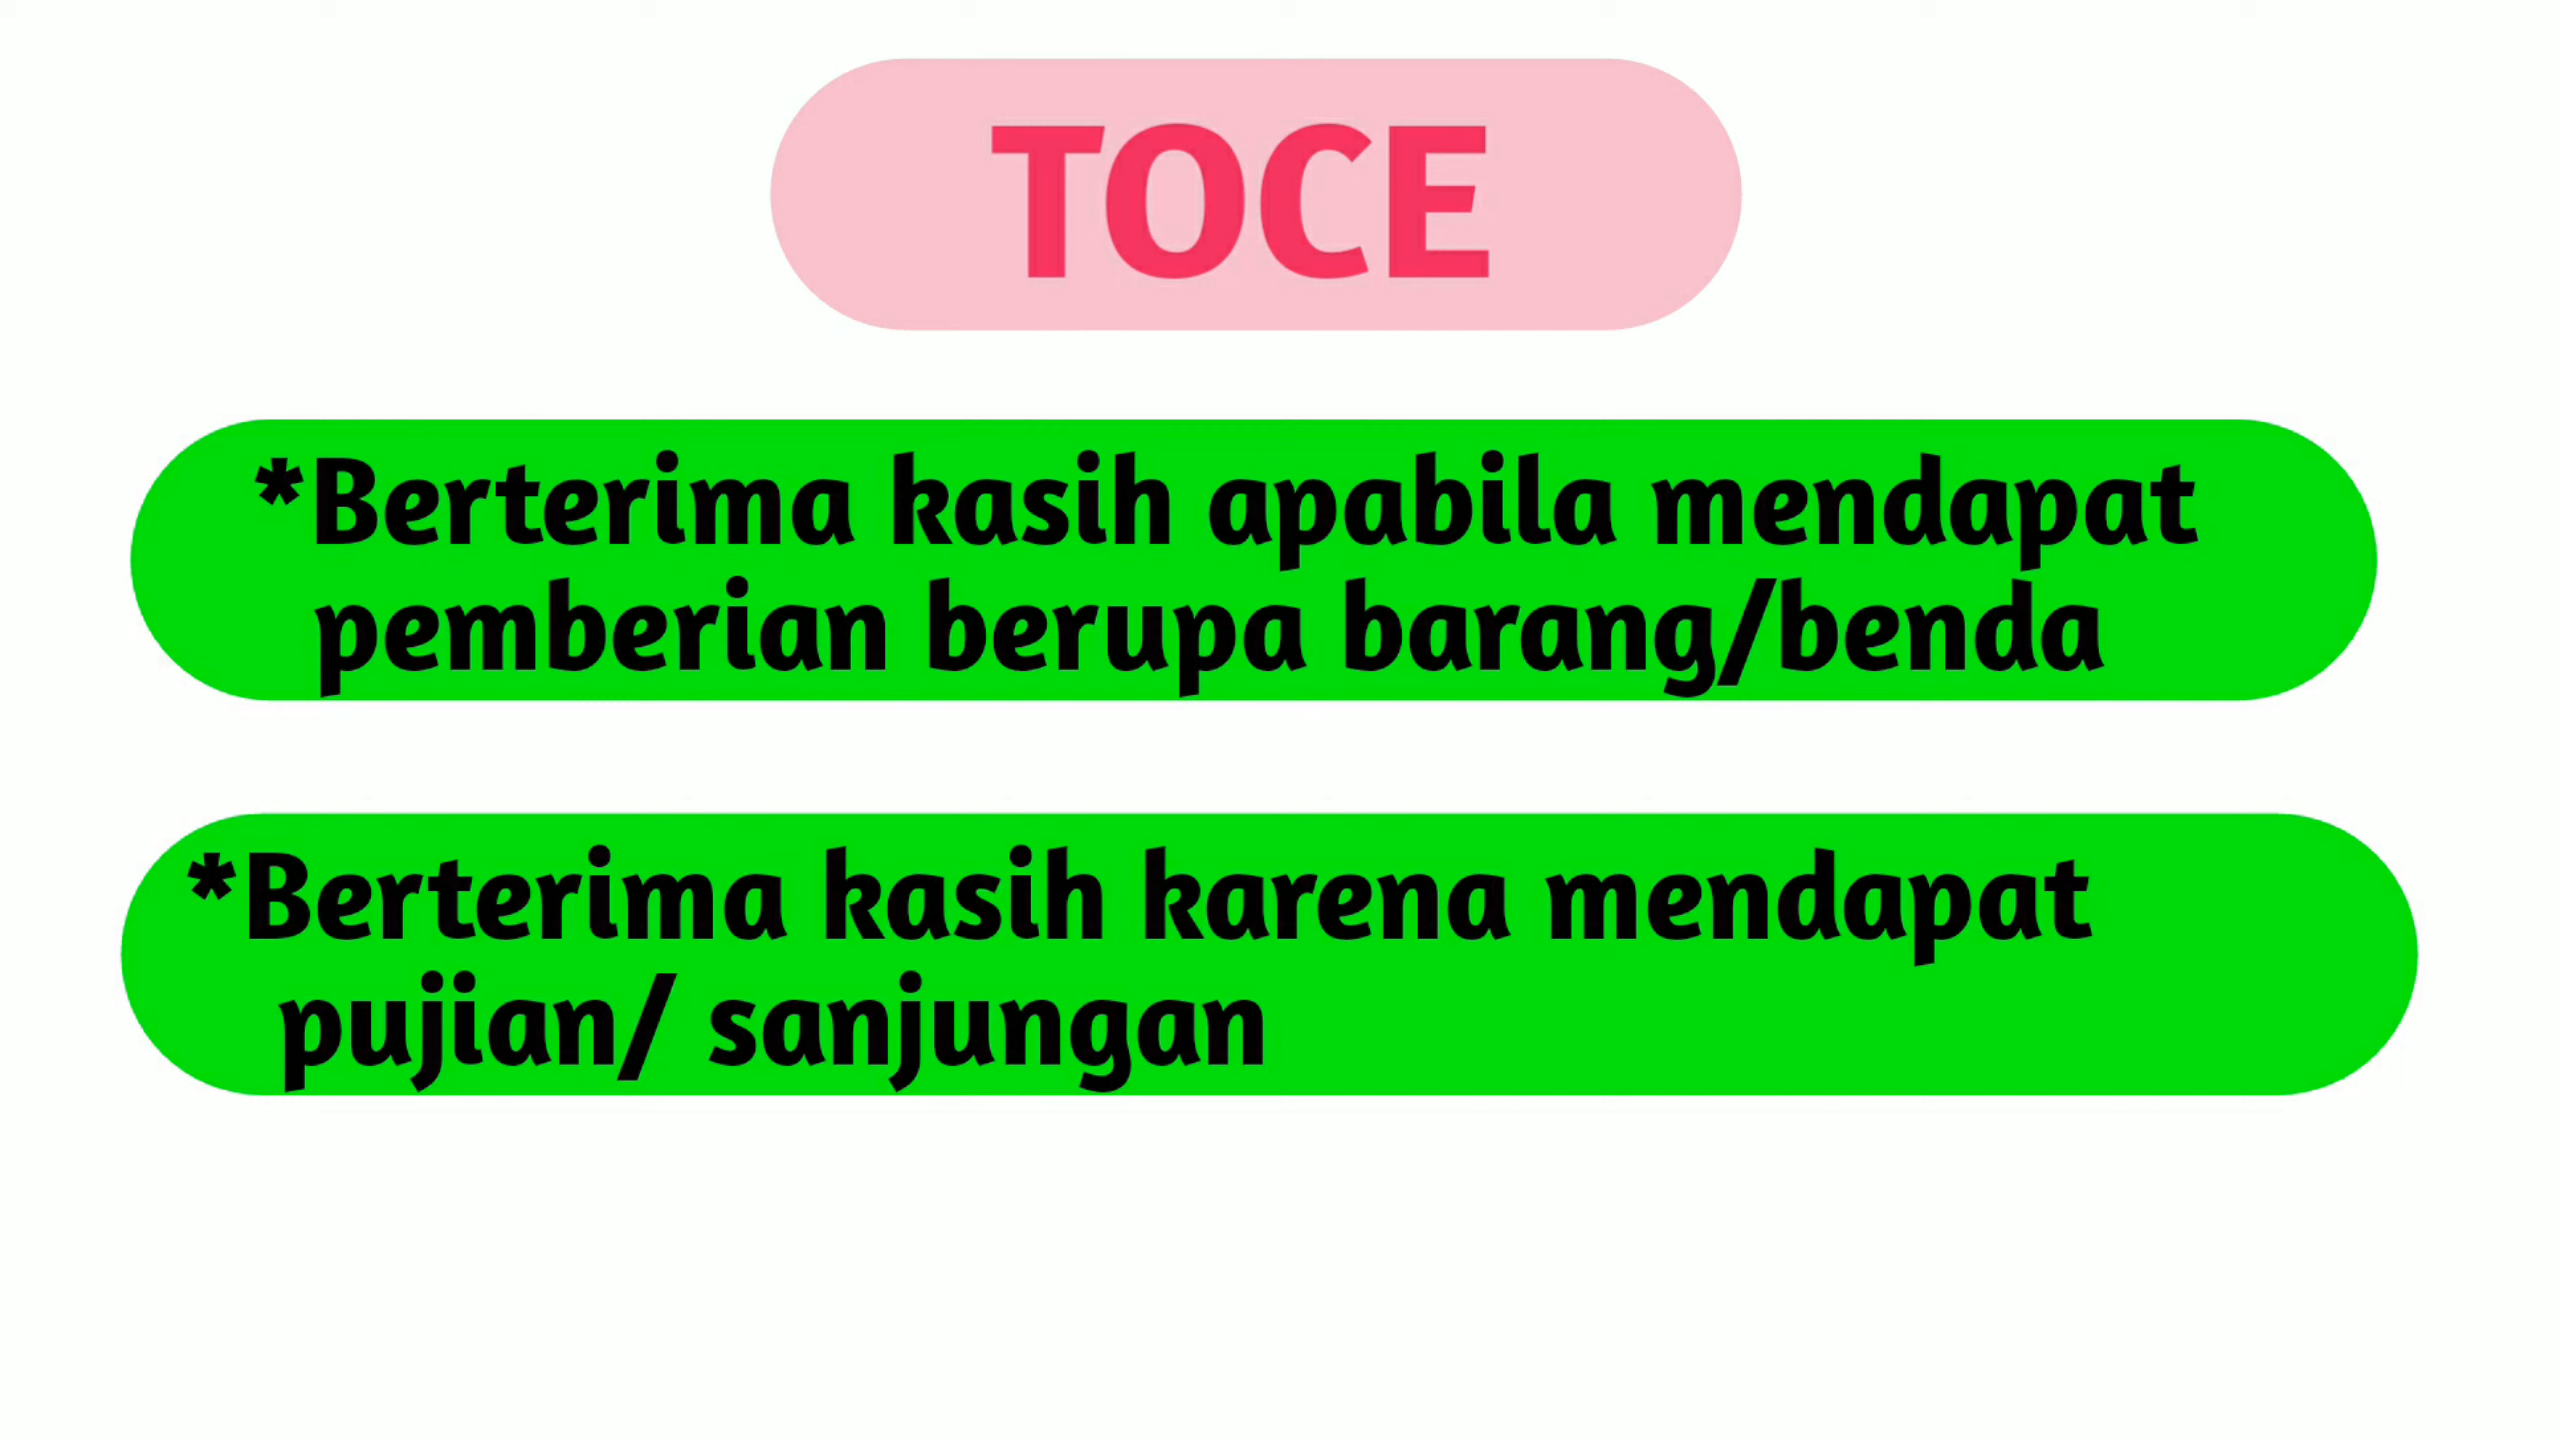 TOCE
*Berterima kasih apabila mendapat
pemberian berupa barang/benda
*Berterima kasih karena mendapat
pujian/ sanjungan